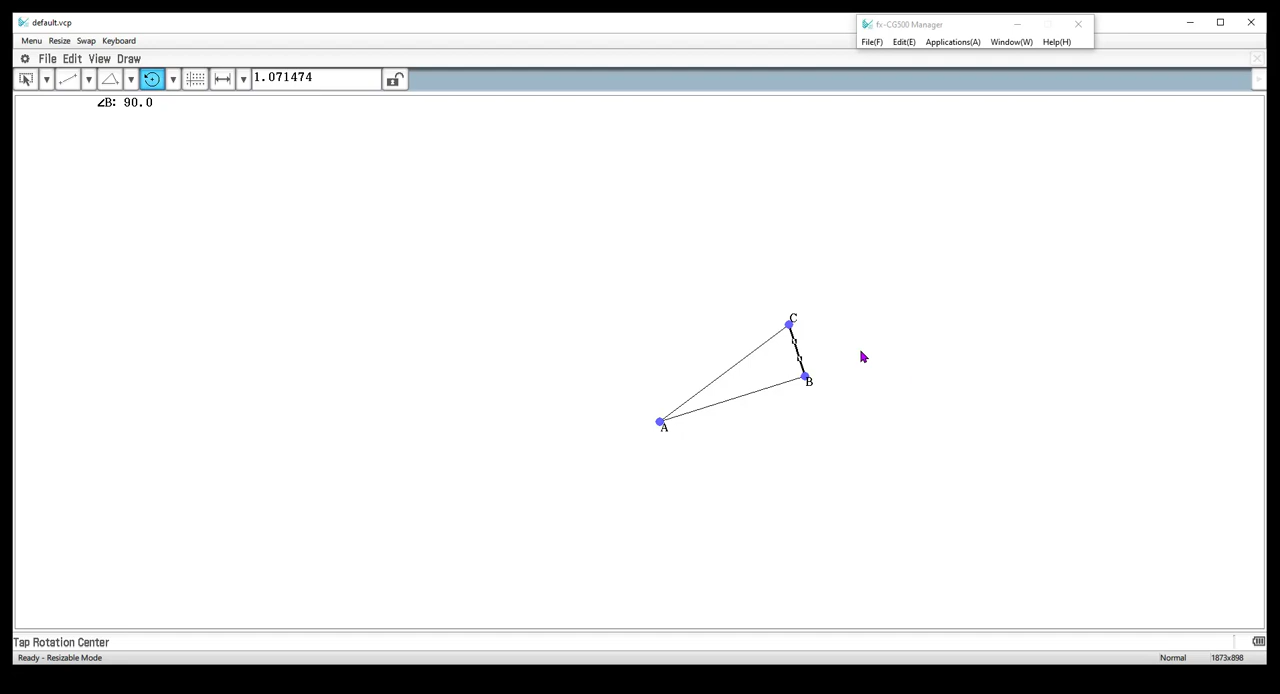 default.vcp
fx-CG500 Manager
Menu Resize Swap Keyboard
File(F) Edit(E) Applications(A) Window(W) Help(H)
File Edit View Draw
1.071474
∠B: 90.0
C
B
A
Tap Rotation Center
Ready - Resizable Mode
Normal 1873x898